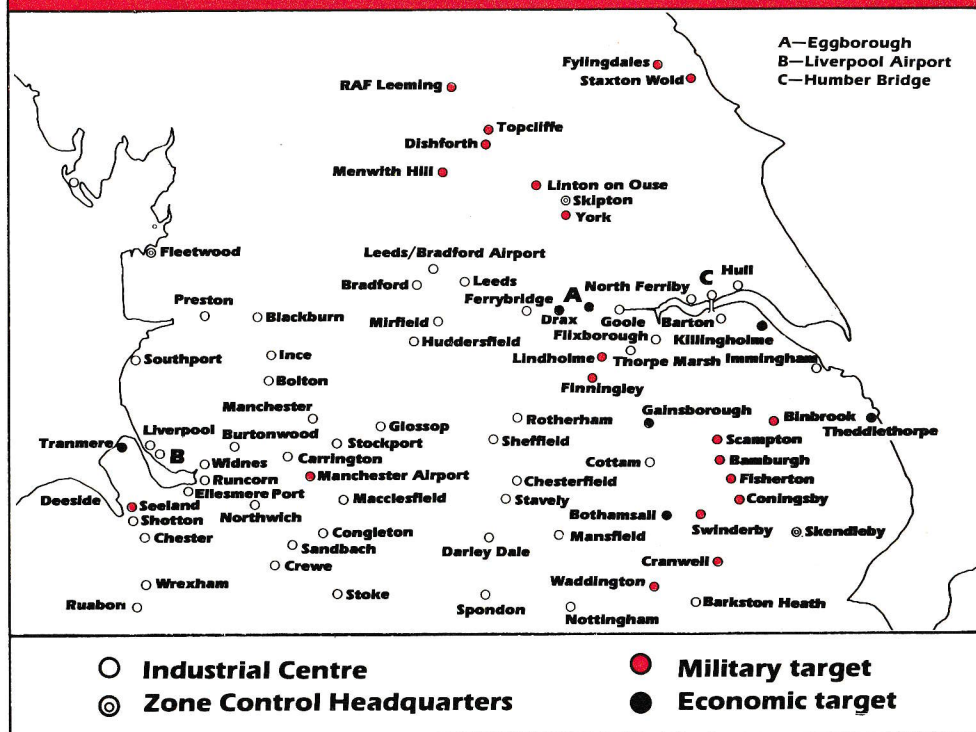 A—Eggborough
B—Liverpool Airport
C—Humber Bridge
Fylingdales
Staxton Wold
RAF Leeming
Topcliffe
Dishforth
Menwith Hill
Linton on Ouse
Skipton
York
Fleetwood
Leeds/Bradford Airport
Bradford
Leeds
Ferrybridge
A
Drax
Goole
North Ferriby
C
Hull
Barton
Killingholme
Preston
Blackburn
Mirfield
Huddersfield
Flixborough
Lindholme
Thorpe Marsh
Immingham
Southport
Ince
Bolton
Finningley
Manchester
Glossop
Rotherham
Gainsborough
Binbrook
Theddlethorpe
Tranmere
Liverpool
B
Burtonwood
Stockport
Sheffield
Scampton
Widnes
Carrington
Cottam
Bamburgh
Runcorn
Manchester Airport
Chesterfield
Fisherton
Ellesmere Port
Macclesfield
Stavely
Coningsby
Deeside
Seeland
Northwich
Bothamsall
Swinderby
Skendleby
Shotton
Chester
Congleton
Sandbach
Darley Dale
Mansfield
Crewe
Cranwell
Wrexham
Waddington
Ruabon
Stoke
Spondon
Nottingham
Barkston Heath
Industrial Centre
Military target
Zone Control Headquarters
Economic target